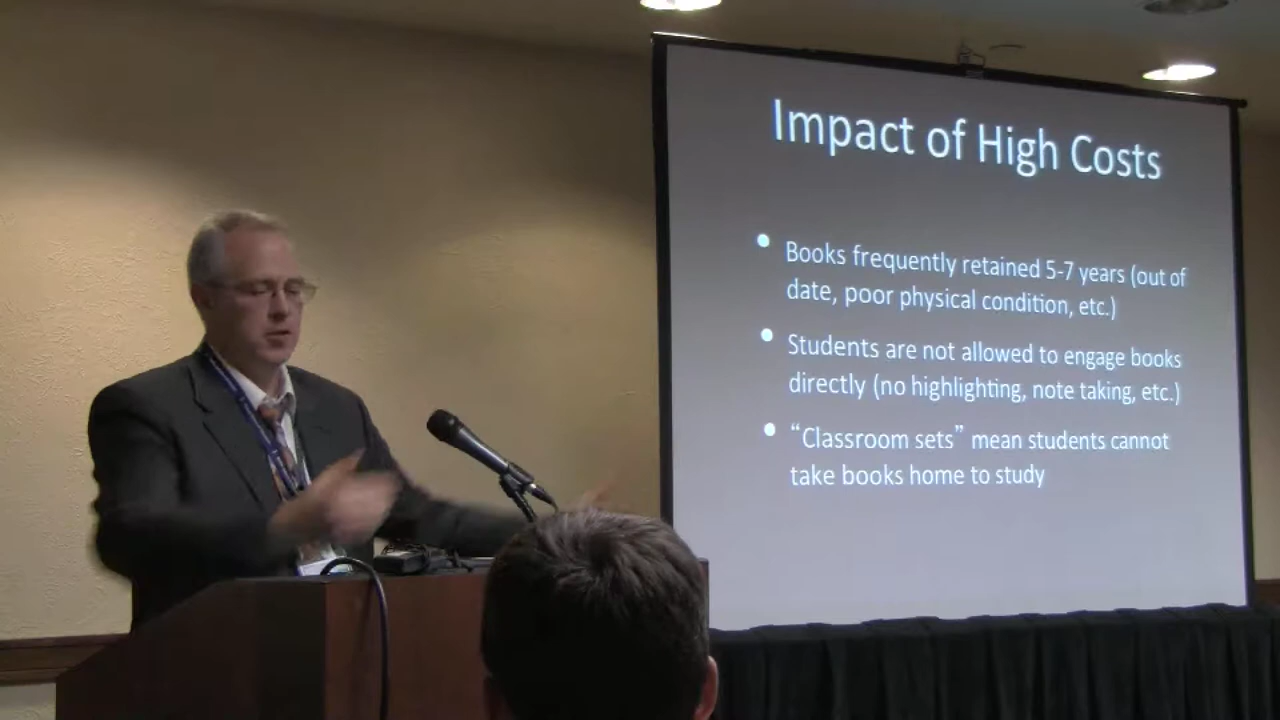 Impact of High Costs
• Books frequently retained 5-7 years (out of
date, poor physical condition, etc.)
• Students are not allowed to engage books
directly (no highlighting, note taking, etc.)
• “Classroom sets” mean students cannot
take books home to study